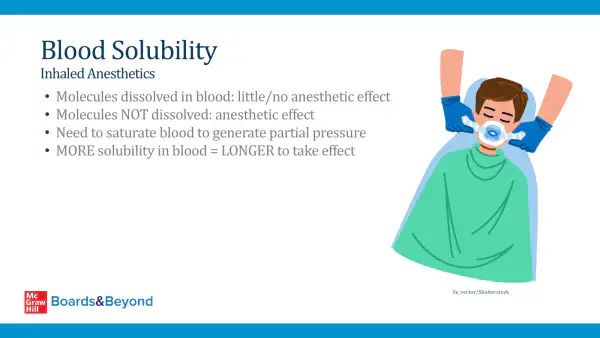 Blood Solubility
Inhaled Anesthetics
• Molecules dissolved in blood: little/no anesthetic effect
• Molecules NOT dissolved: anesthetic effect
• Need to saturate blood to generate partial pressure
• MORE solubility in blood = LONGER to take effect
Se_vector/Shutterstock
Mc
Graw
Hill
Boards&Beyond